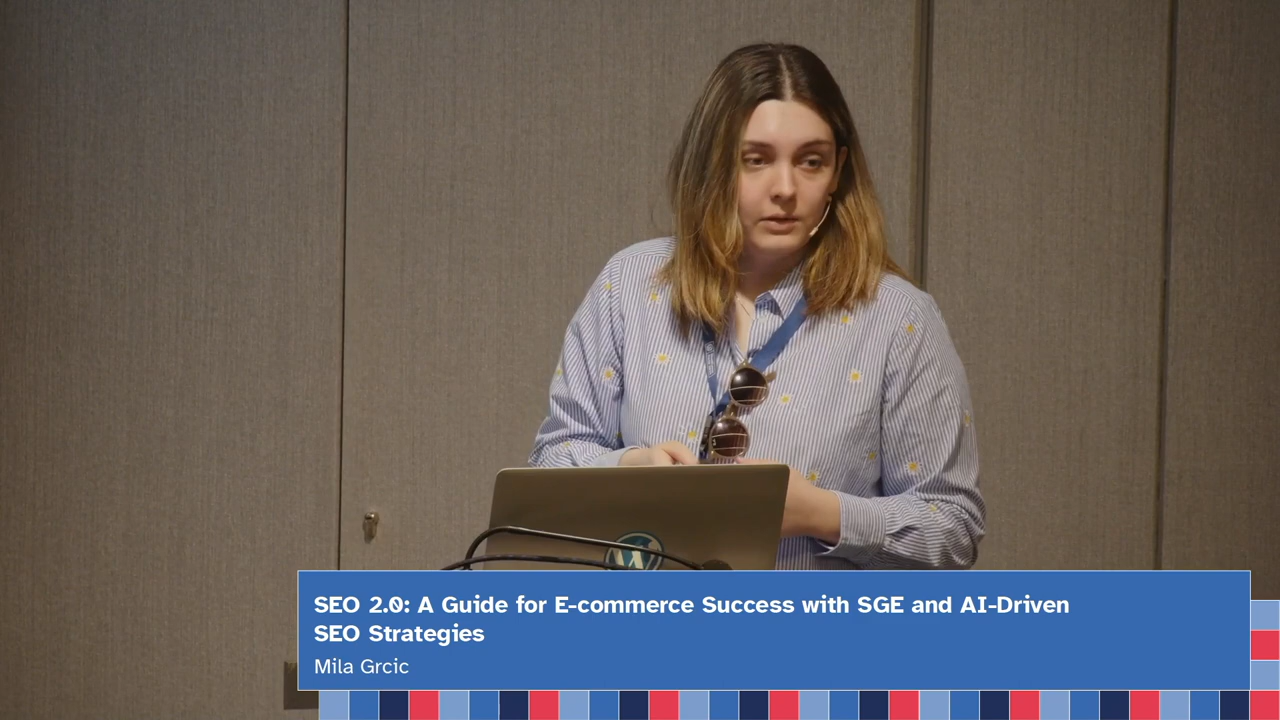 SEO 2.0: A Guide for E-commerce Success with SGE and AI-Driven
SEO Strategies
Mila Grcic